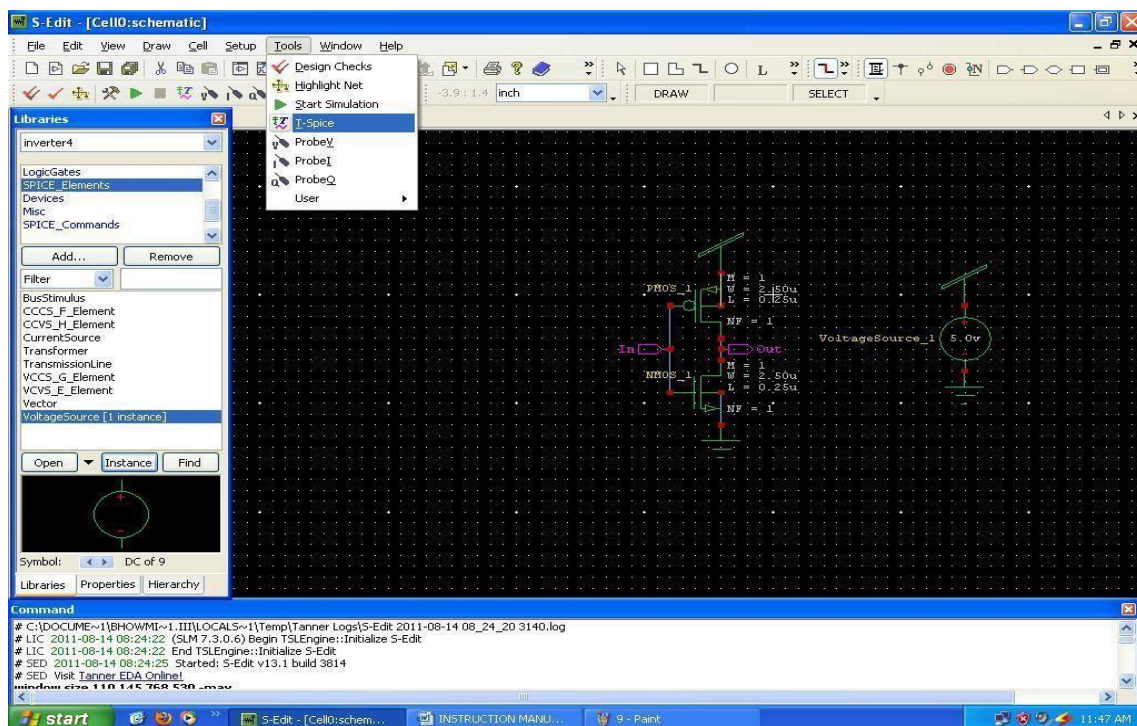 S-Edit - [Cell0:schematic]
File Edit View Draw Cell Setup Tools Window Help
Design Checks
Highlight Net
Start Simulation
T-Spice
ProbeV
ProbeI
ProbeQ
User
-3.9 : 1.4 inch DRAW SELECT
Libraries
inverter4
LogicGates
SPICE_Elements
Devices
Misc
SPICE_Commands
Add... Remove
Filter
BusStimulus
CCCS_F_Element
CCVS_H_Element
CurrentSource
Transformer
TransmissionLine
VCCS_G_Element
VCVS_E_Element
Vector
VoltageSource [1 instance]
Open Instance Find
Symbol: DC of 9
Libraries Properties Hierarchy
PMOS_1
M = 1
W = 2.50u
L = 0.25u
NF = 1
In Out
NMOS_1
M = 1
W = 2.50u
L = 0.25u
NF = 1
VoltageSource_1 5.0v
Command
# C:\DOCUME~1\BHOWMI~1.III\LOCALS~1\Temp\Tanner Logs\S-Edit 2011-08-14 08_24_20 3140.log
# LIC 2011-08-14 08:24:22 (SLM 7.3.0.6) Begin TSLEngine::Initialize S-Edit
# LIC 2011-08-14 08:24:22 End TSLEngine::Initialize S-Edit
# SED 2011-08-14 08:24:25 Started: S-Edit v13.1 build 3814
# SED Visit Tanner EDA Online!
window size 110 145 768 530 -max
start S-Edit - [Cell0:schem... INSTRUCTION MANU... 9 - Paint 11:47 AM